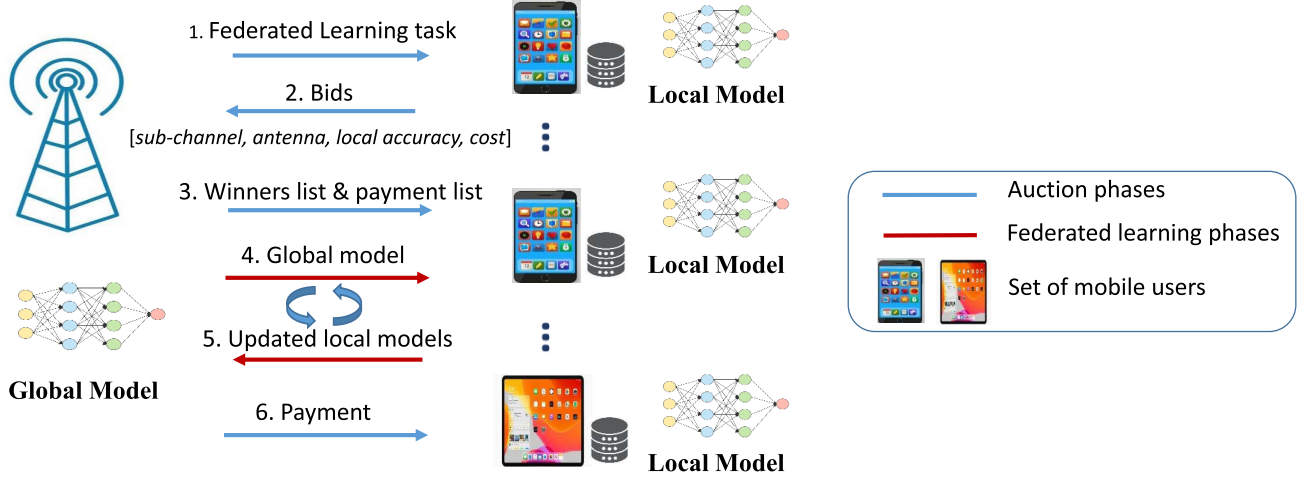 1. Federated Learning task
2. Bids
[sub-channel, antenna, local accuracy, cost]
3. Winners list & payment list
4. Global model
5. Updated local models
6. Payment
Global Model
Local Model
Local Model
Local Model
Auction phases
Federated learning phases
Set of mobile users